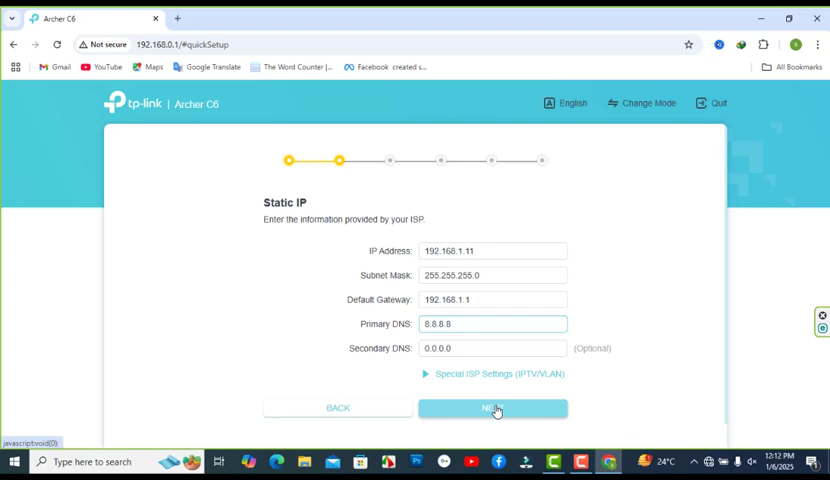 Archer C6
Not secure
192.168.0.1/#quickSetup
Gmail
YouTube
Maps
Google Translate
The Word Counter |...
Facebook created s...
All Bookmarks
tp-link | Archer C6
English
Change Mode
Quit
Static IP
Enter the information provided by your ISP.
IP Address: 192.168.1.11
Subnet Mask: 255.255.255.0
Default Gateway: 192.168.1.1
Primary DNS: 8.8.8.8
Secondary DNS: 0.0.0.0 (Optional)
Special ISP Settings (IPTV/VLAN)
BACK
javascript:void(0);
Type here to search
24°C
12:12 PM
1/6/2025